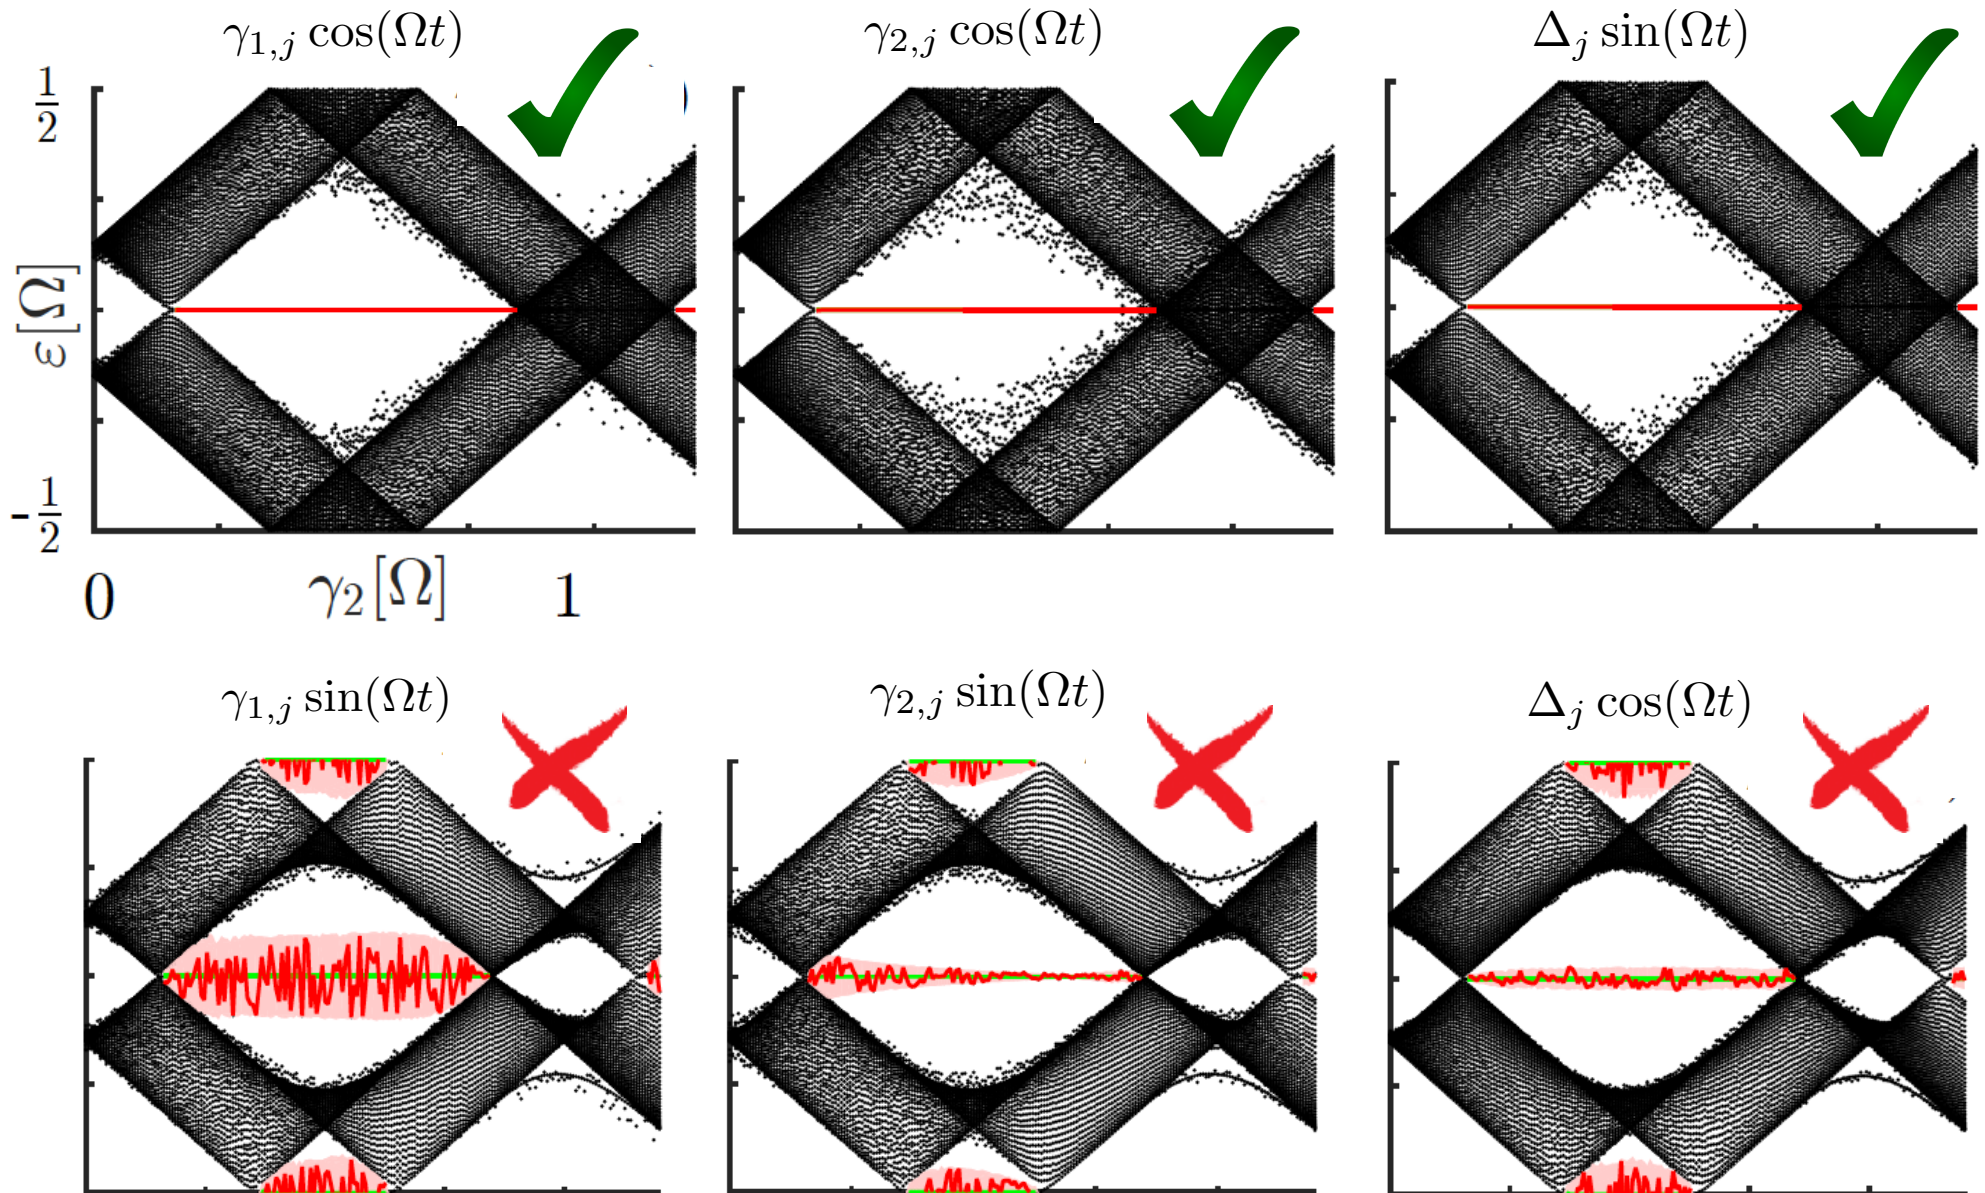 γ₁,ⱼ cos(Ωt)
γ₂,ⱼ cos(Ωt)
Δⱼ sin(Ωt)
1/2
ε[Ω]
-1/2
0 γ₂[Ω] 1
γ₁,ⱼ sin(Ωt)
γ₂,ⱼ sin(Ωt)
Δⱼ cos(Ωt)